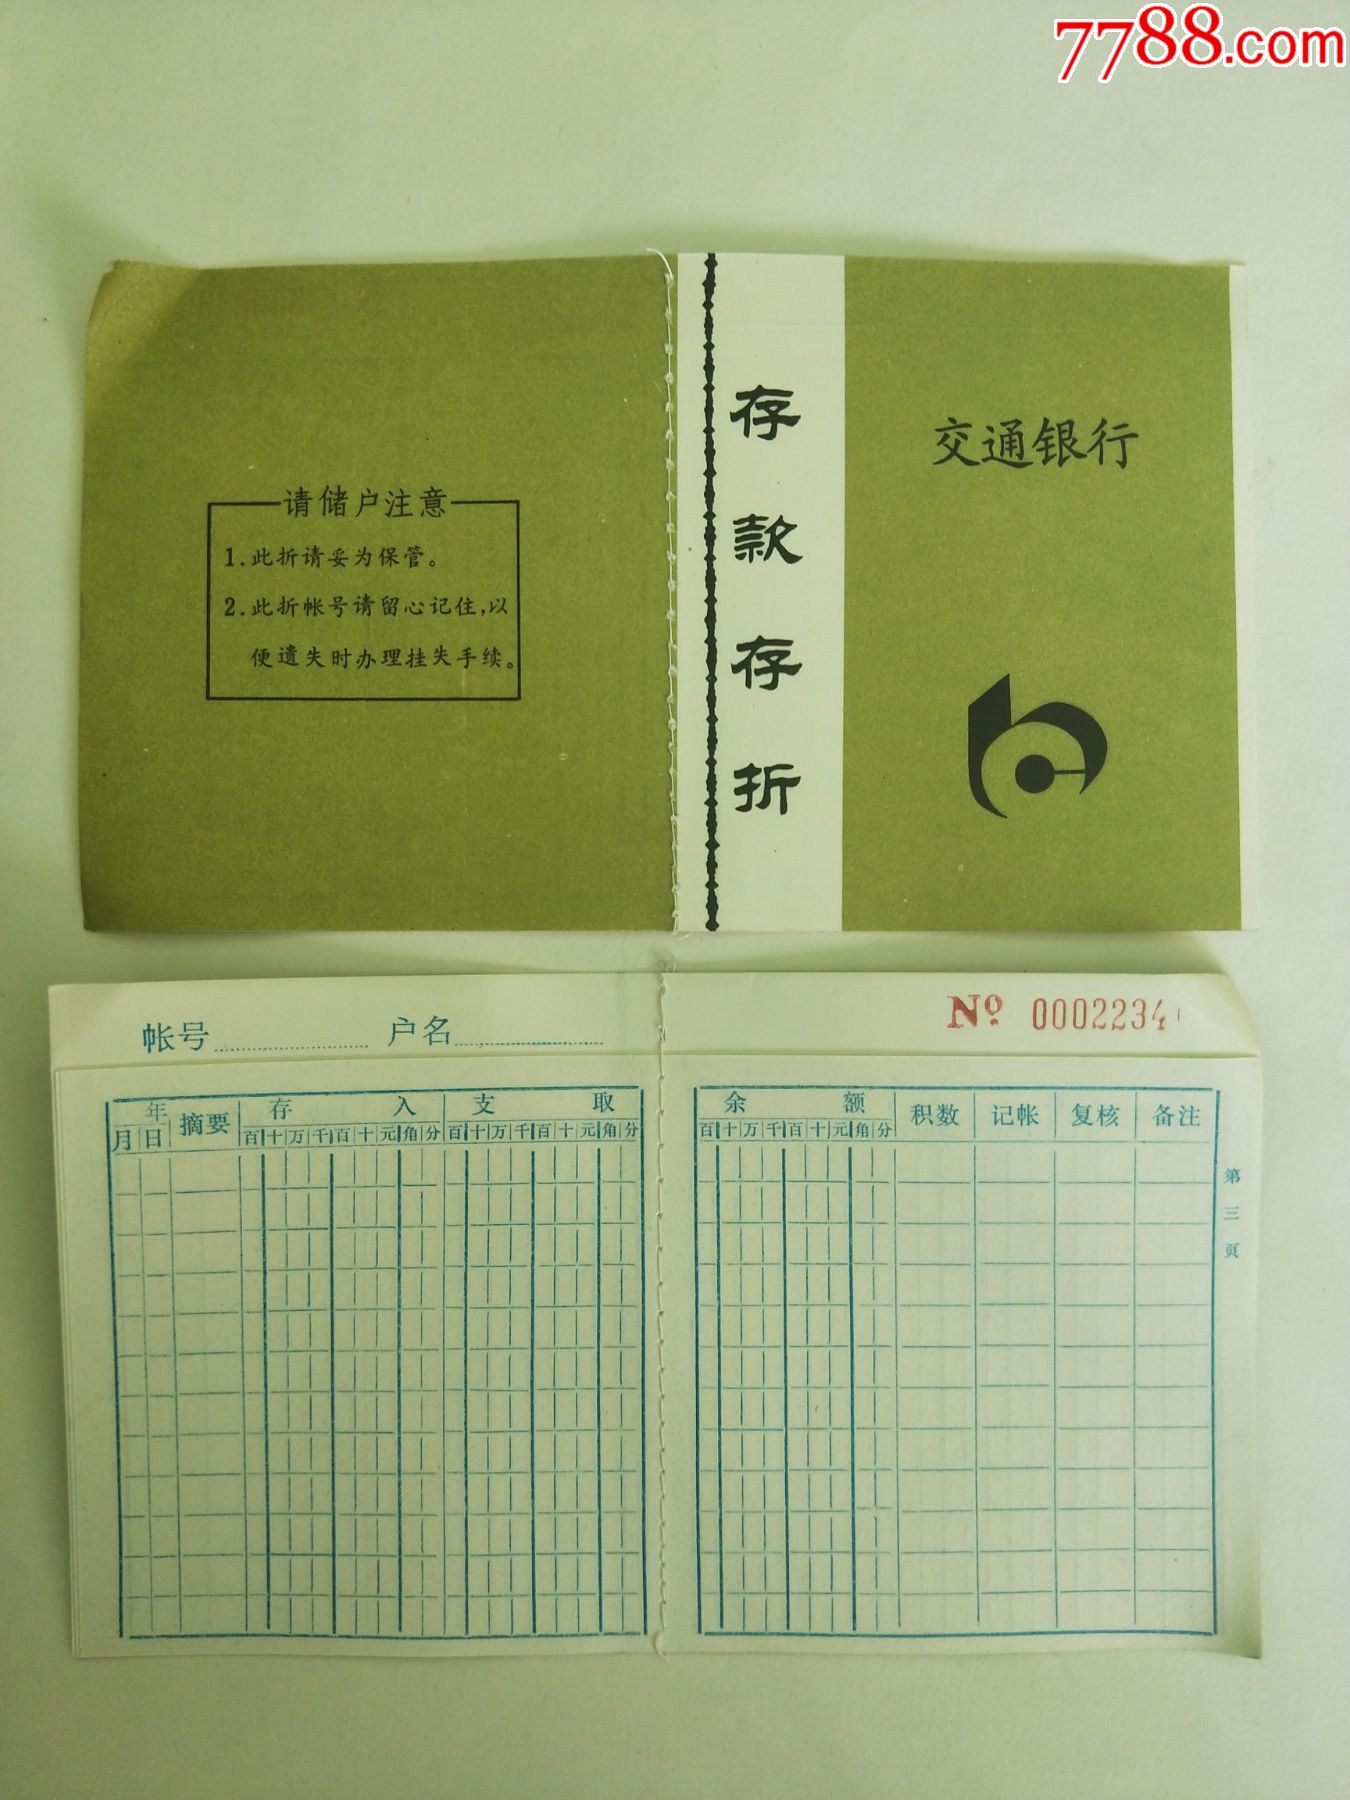 7788.com
交通银行
存款存折
请储户注意
1.此折请妥为保管。
2.此折帐号请留心记住,以
便遗失时办理挂失手续。
帐号 户名
Nº 0002234
年 摘要 存入 支取
月日 百十万千百十元角分 百十万千百十元角分
余额 积数 记帐 复核 备注
百十万千百十元角分
第三页